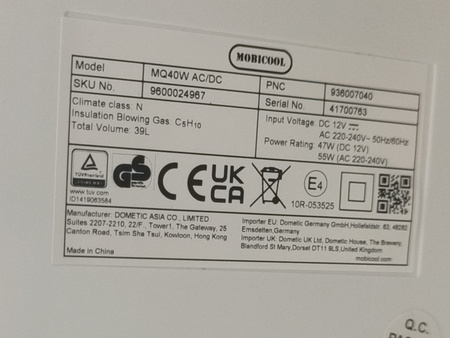 MOBICOOL
Model MQ40W AC/DC PNC 936007040
SKU No. 9600024967 Serial No. 41700763
Climate class: N
Insulation Blowing Gas: C5H10
Total Volume: 39L
Input Voltage: DC 12V
AC 220-240V~ 50Hz/60Hz
Power Rating: 47W (DC 12V)
55W (AC 220-240V)
TÜVRheinland
www.tuv.com
ID1419063584
GS
CE
UK
CA
E4
10R-053525
Manufacturer: DOMETIC ASIA CO., LIMITED
Suites 2207-2210, 22/F., Tower1, The Gateway, 25
Canton Road, Tsim Sha Tsui, Kowloon, Hong Kong
Made in China
Importer EU: Dometic Germany GmbH, Hollefeldstr. 63, 48282
Emsdetten, Germany
Importer UK: Dometic UK Ltd, Dometic House, The Brewery,
Blandford St Mary, Dorset DT11 9LS, United Kingdom
mobicool.com
Q.C.